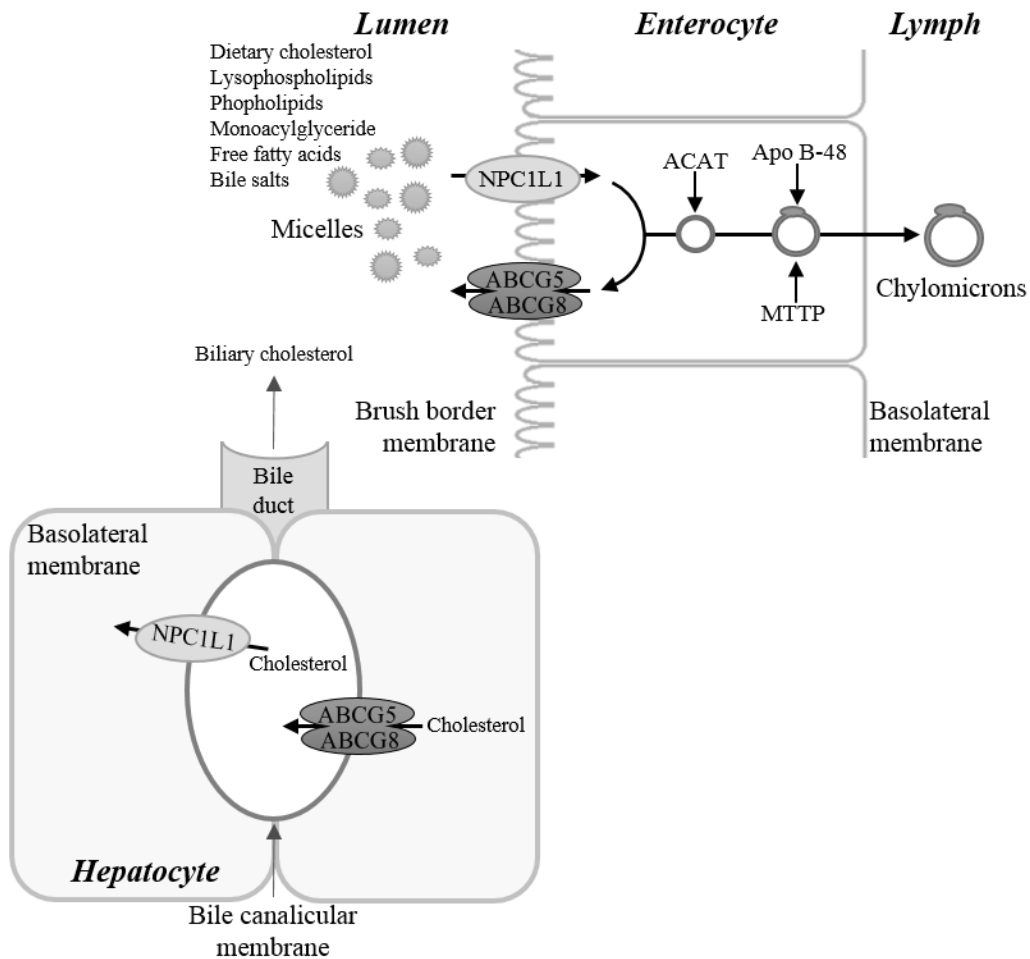 Lumen
Enterocyte
Lymph
Dietary cholesterol
Lysophospholipids
Phopholipids
Monoacylglyceride
Free fatty acids
Bile salts
Micelles
NPC1L1
ABCG5
ABCG8
ACAT
Apo B-48
MTTP
Chylomicrons
Brush border
membrane
Basolateral
membrane
Biliary cholesterol
Bile
duct
Basolateral
membrane
NPC1L1
Cholesterol
ABCG5
ABCG8
Cholesterol
Hepatocyte
Bile canalicular
membrane